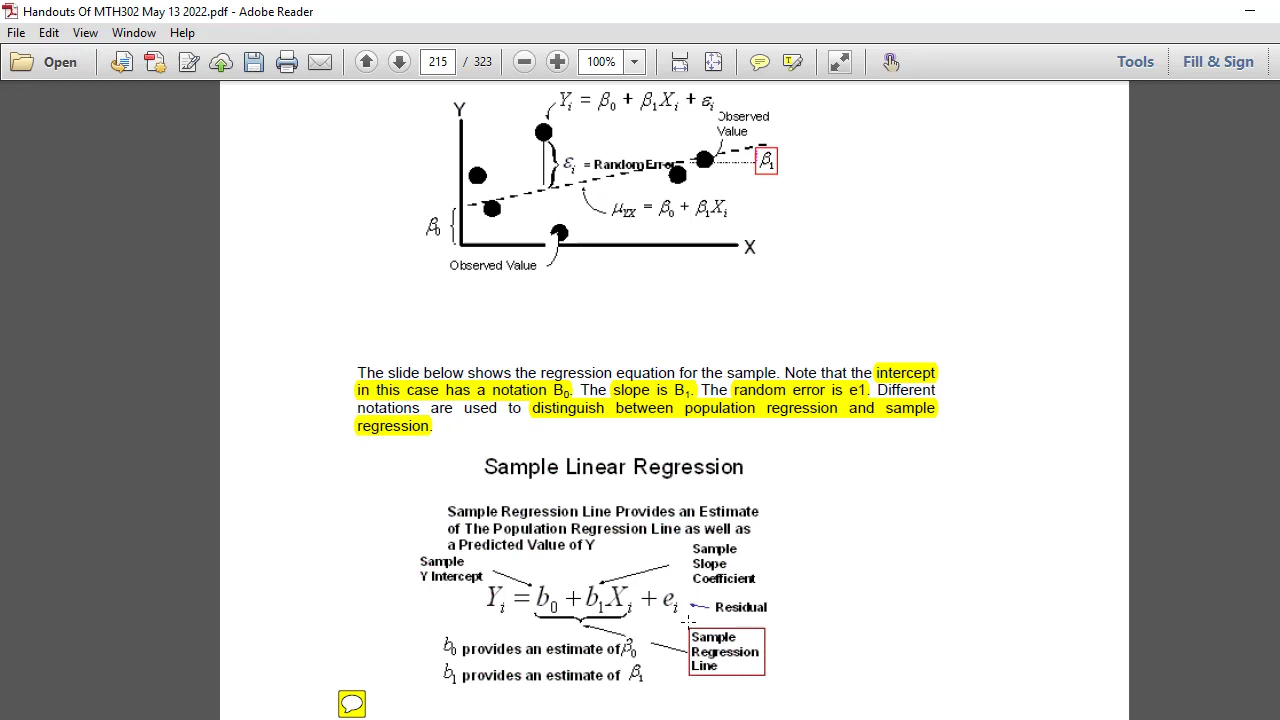 Handouts Of MTH302 May 13 2022.pdf - Adobe Reader
File Edit View Window Help
Open 215 / 323 100% Tools Fill & Sign
Y
Yᵢ = β₀ + β₁Xᵢ + εᵢ
Observed
Value
εᵢ = Random Error
β₁
μYX = β₀ + β₁Xᵢ
β₀
X
Observed Value
The slide below shows the regression equation for the sample. Note that the intercept
in this case has a notation B₀. The slope is B₁. The random error is e1. Different
notations are used to distinguish between population regression and sample
regression.
Sample Linear Regression
Sample Regression Line Provides an Estimate
of The Population Regression Line as well as
a Predicted Value of Y
Sample
Y Intercept
Sample
Slope
Coefficient
Yᵢ = b₀ + b₁Xᵢ + eᵢ
Residual
Sample
Regression
Line
b₀ provides an estimate of β₀
b₁ provides an estimate of β₁